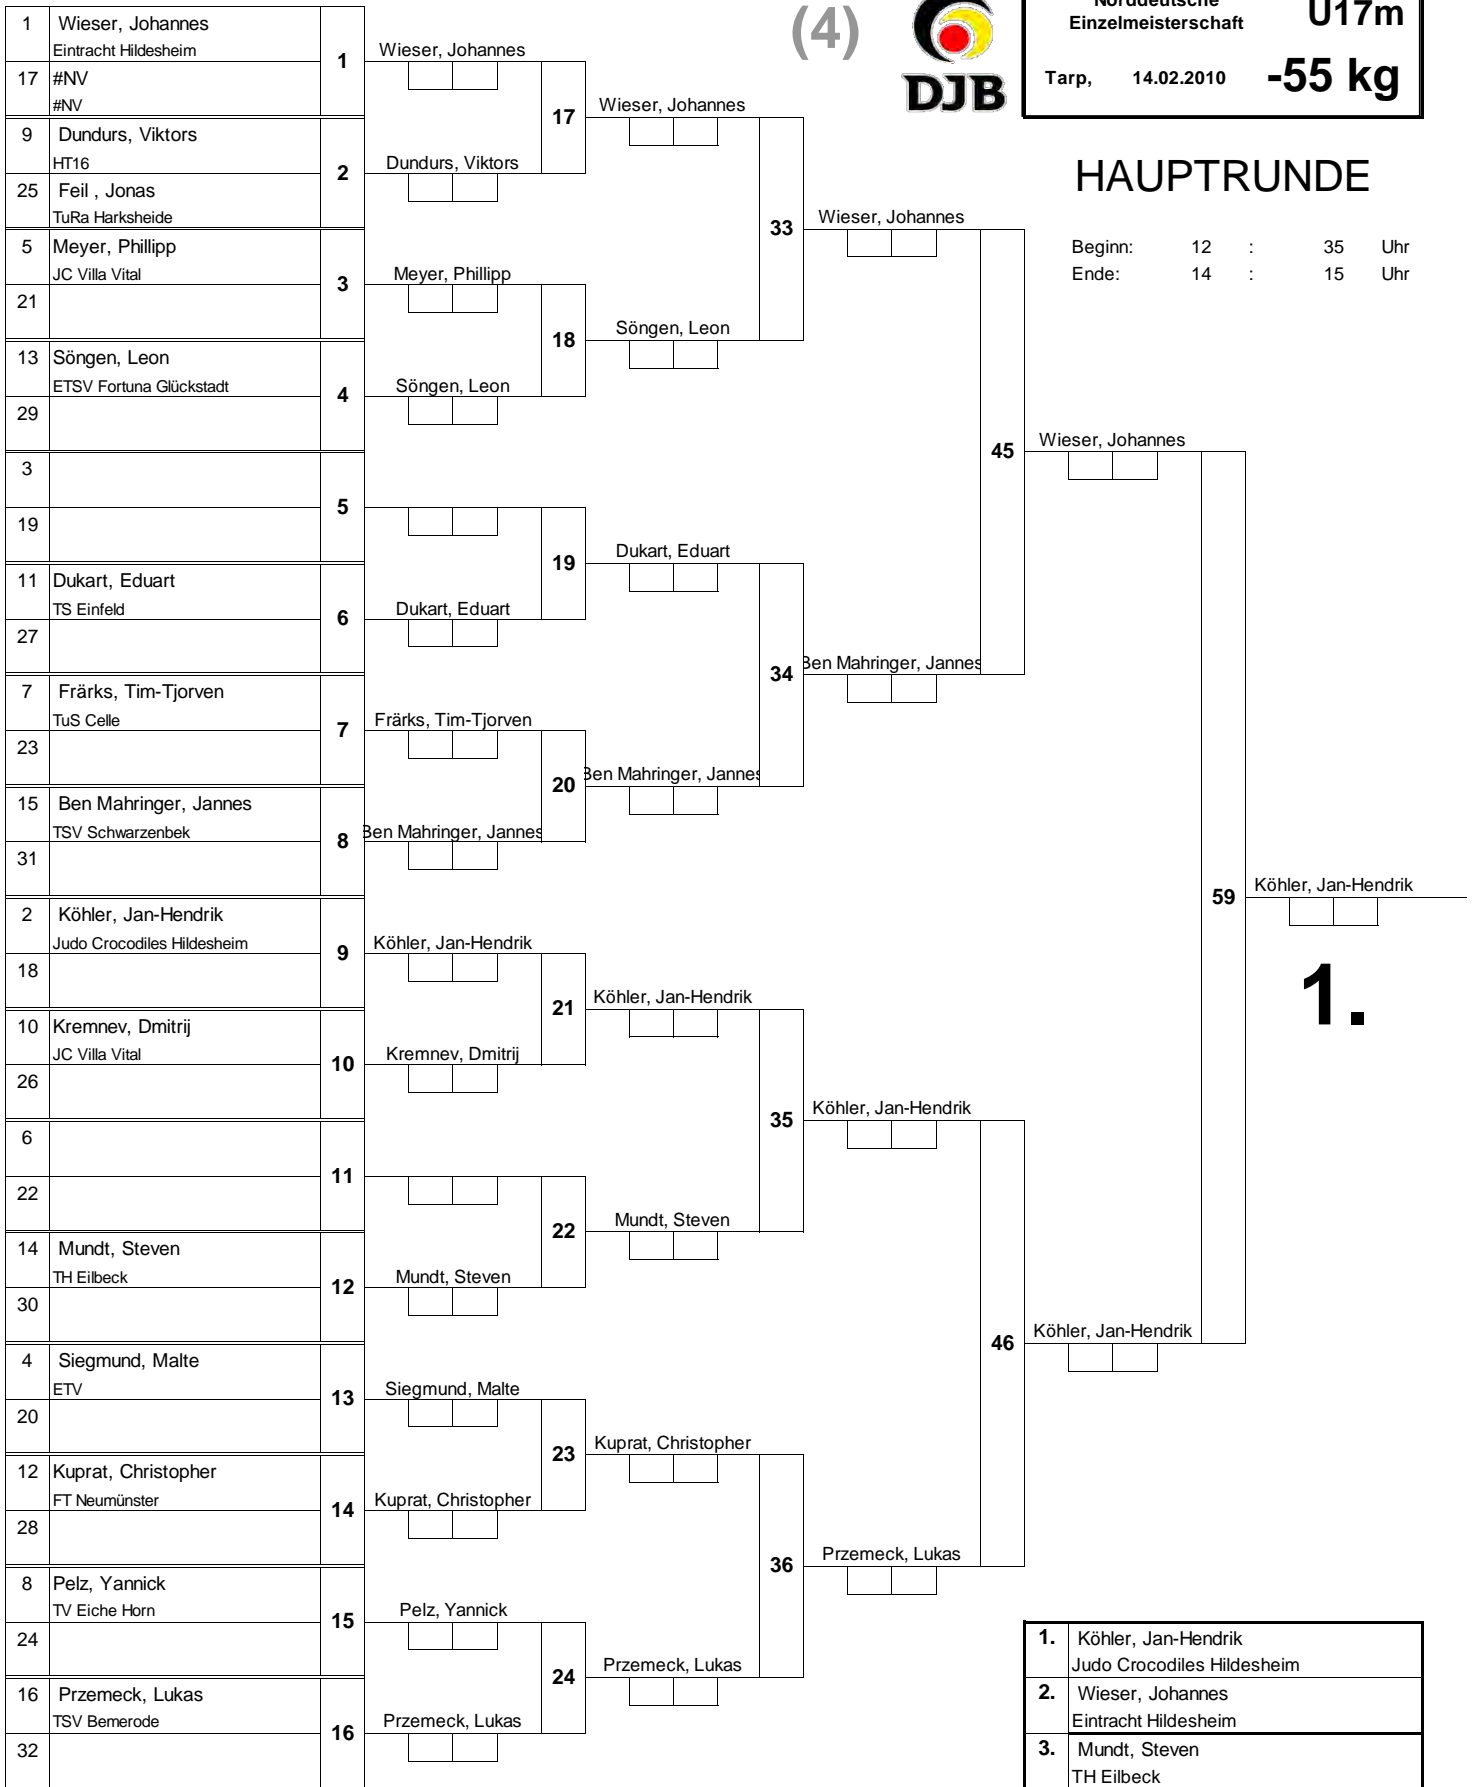 (4)
DJB
Norddeutsche
Einzelmeisterschaft
U17m
Tarp, 14.02.2010 -55 kg
HAUPTRUNDE
Beginn: 12 : 35 Uhr
Ende: 14 : 15 Uhr
1 Wieser, Johannes
Eintracht Hildesheim
17 #NV
#NV
1
9 Dundurs, Viktors
HT16
25 Feil , Jonas
TuRa Harksheide
2
5 Meyer, Phillipp
JC Villa Vital
21
3
13 Söngen, Leon
ETSV Fortuna Glückstadt
29
4
3
19
5
11 Dukart, Eduart
TS Einfeld
27
6
7 Frärks, Tim-Tjorven
TuS Celle
23
7
15 Ben Mahringer, Jannes
TSV Schwarzenbek
31
8
2 Köhler, Jan-Hendrik
Judo Crocodiles Hildesheim
18
9
10 Kremnev, Dmitrij
JC Villa Vital
26
10
6
22
11
14 Mundt, Steven
TH Eilbeck
30
12
4 Siegmund, Malte
ETV
20
13
12 Kuprat, Christopher
FT Neumünster
28
14
8 Pelz, Yannick
TV Eiche Horn
24
15
16 Przemeck, Lukas
TSV Bemerode
32
16
Wieser, Johannes
17
Dundurs, Viktors
Meyer, Phillipp
18
Söngen, Leon
19
Dukart, Eduart
Frärks, Tim-Tjorven
20
Ben Mahringer, Jannes
Köhler, Jan-Hendrik
21
Kremnev, Dmitrij
22
Mundt, Steven
Siegmund, Malte
23
Kuprat, Christopher
Pelz, Yannick
24
Przemeck, Lukas
Wieser, Johannes
33
Söngen, Leon
Dukart, Eduart
34
Ben Mahringer, Jannes
Köhler, Jan-Hendrik
35
Mundt, Steven
Kuprat, Christopher
36
Przemeck, Lukas
Wieser, Johannes
45
Ben Mahringer, Jannes
Köhler, Jan-Hendrik
46
Przemeck, Lukas
Wieser, Johannes
59
Köhler, Jan-Hendrik
Köhler, Jan-Hendrik
1.
1. Köhler, Jan-Hendrik
Judo Crocodiles Hildesheim
2. Wieser, Johannes
Eintracht Hildesheim
3. Mundt, Steven
TH Eilbeck